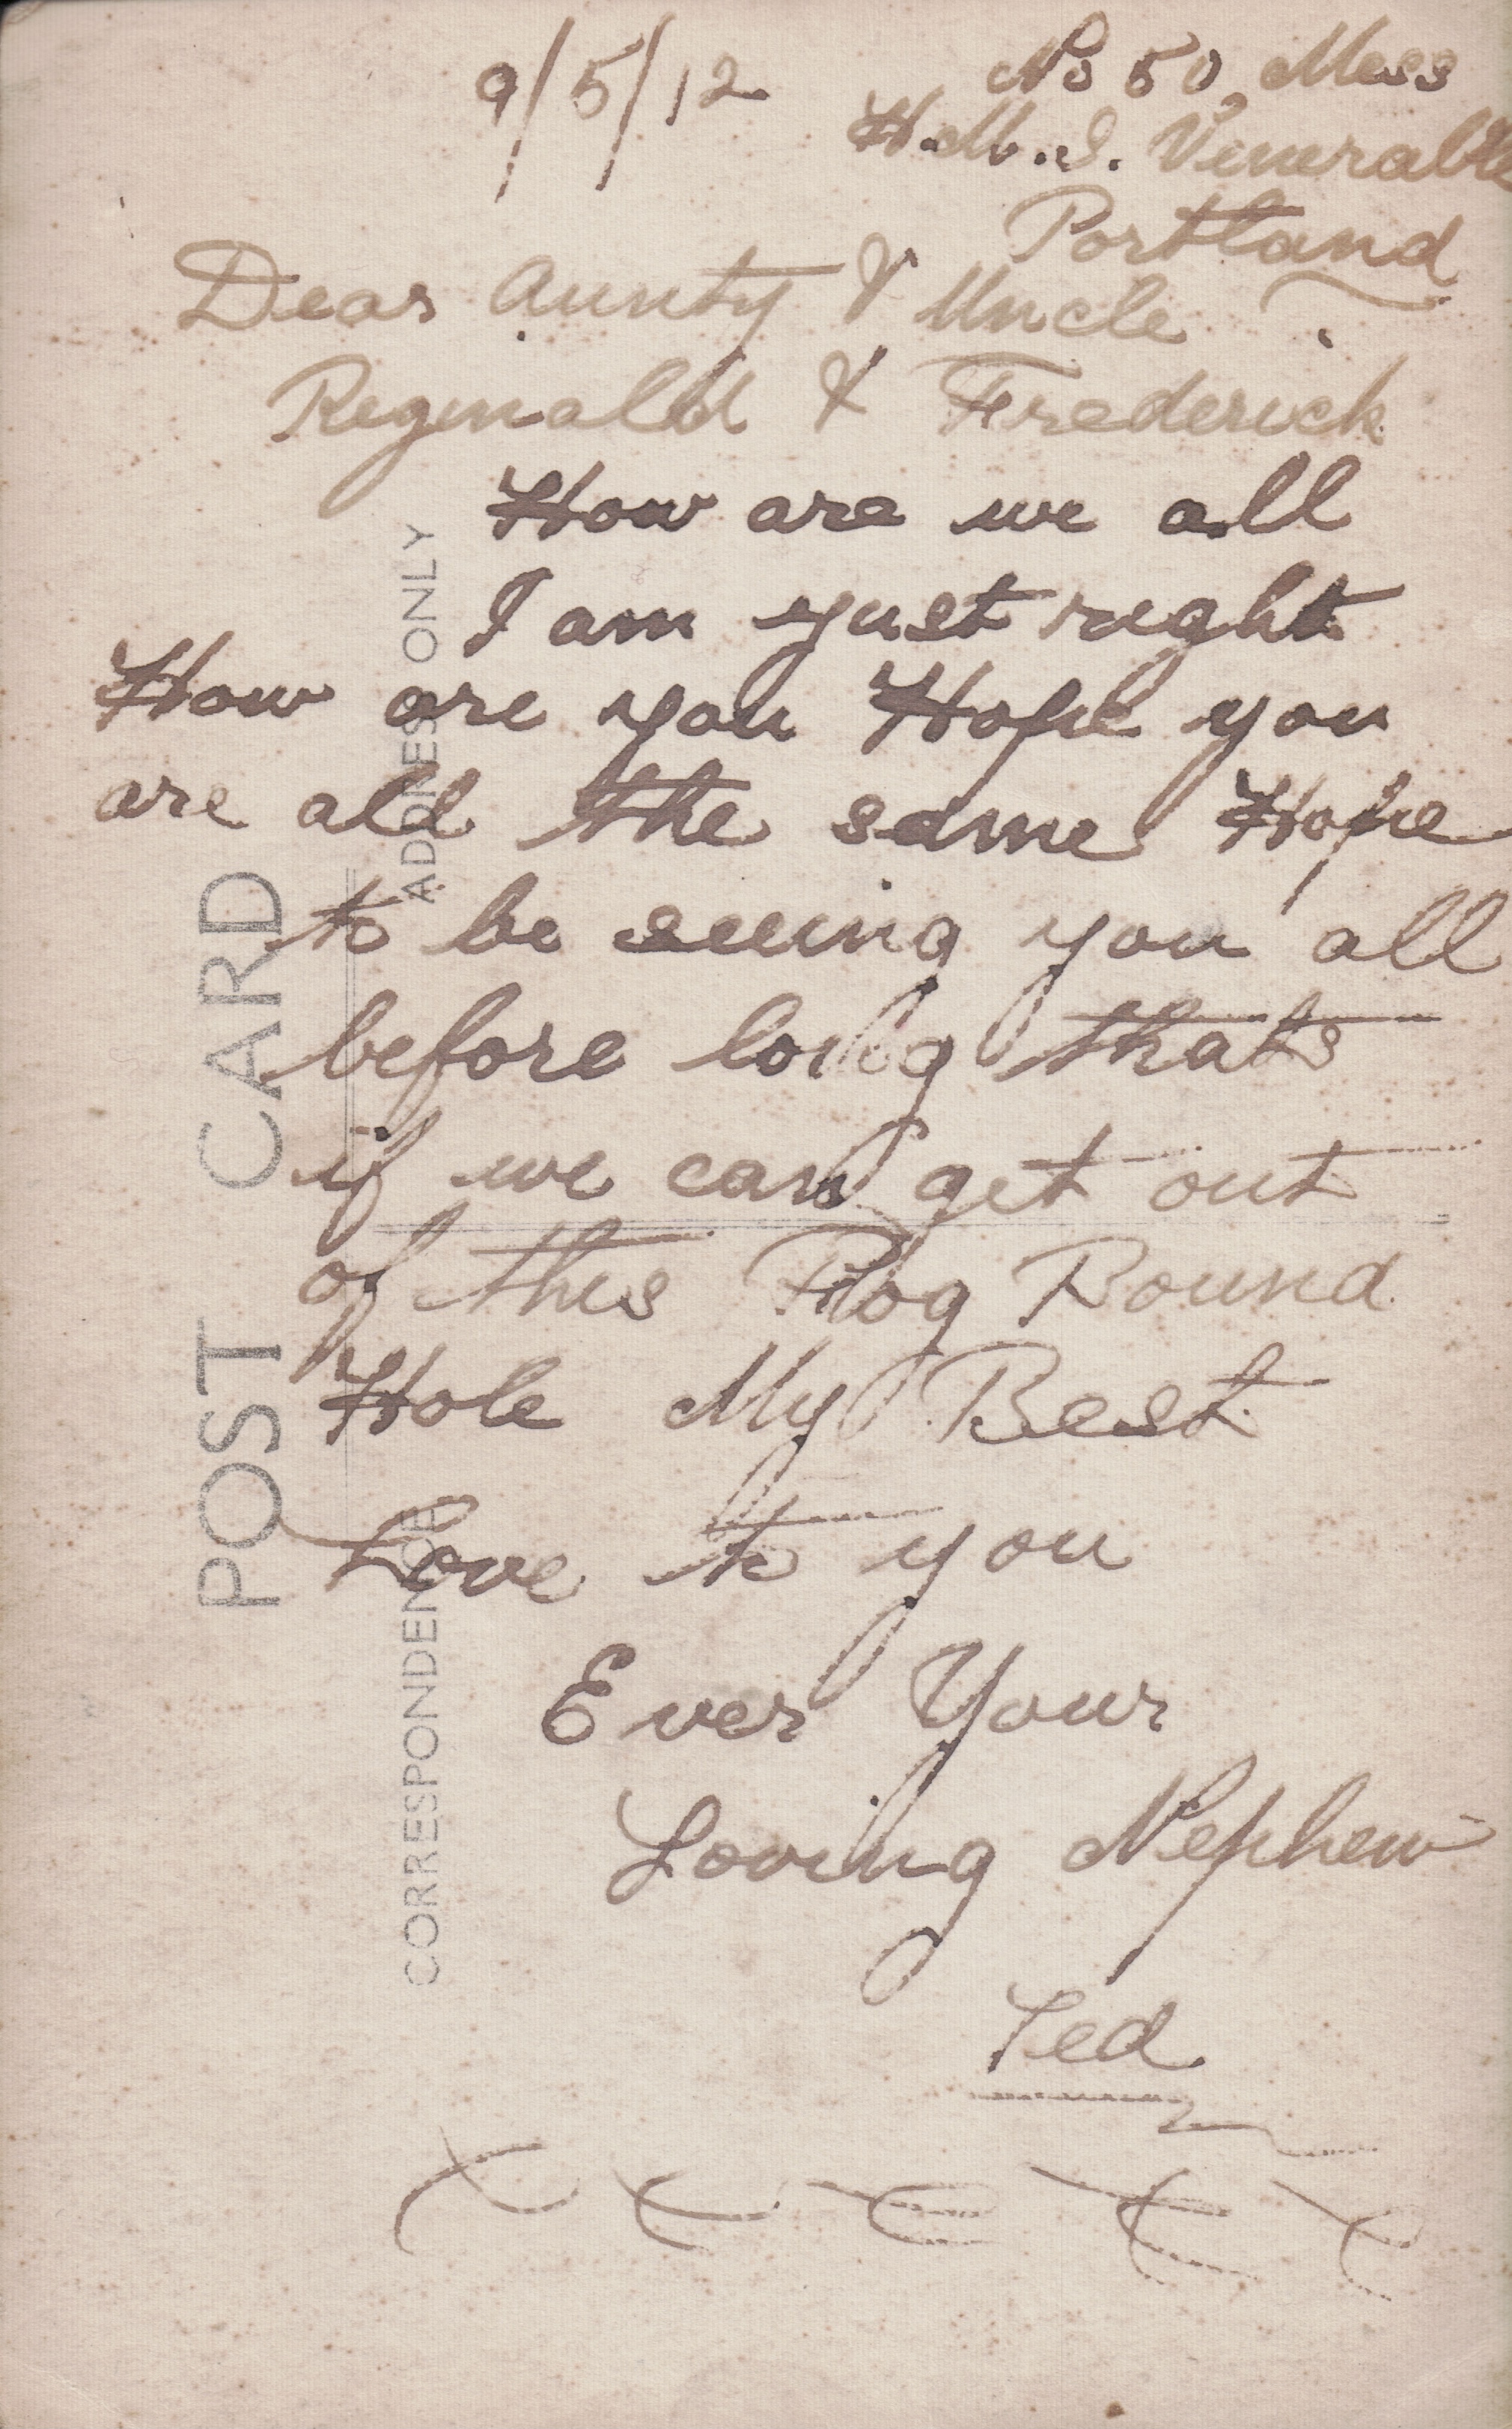 9/5/12 No 50, Mess
H.M.S. Venerable
Portland
Dear Aunty & Uncle
Reginald & Frederick
How are we all
I am just right
How are you Hope you
are all the same Hope
to be seeing you all
before long thats
if we can get out
of this Fog Bound
Hole My Best
Love to you
Ever Your
Loving Nephew
Ted
X X X X X
POST CARD
CORRESPONDENCE
ADDRESS ONLY